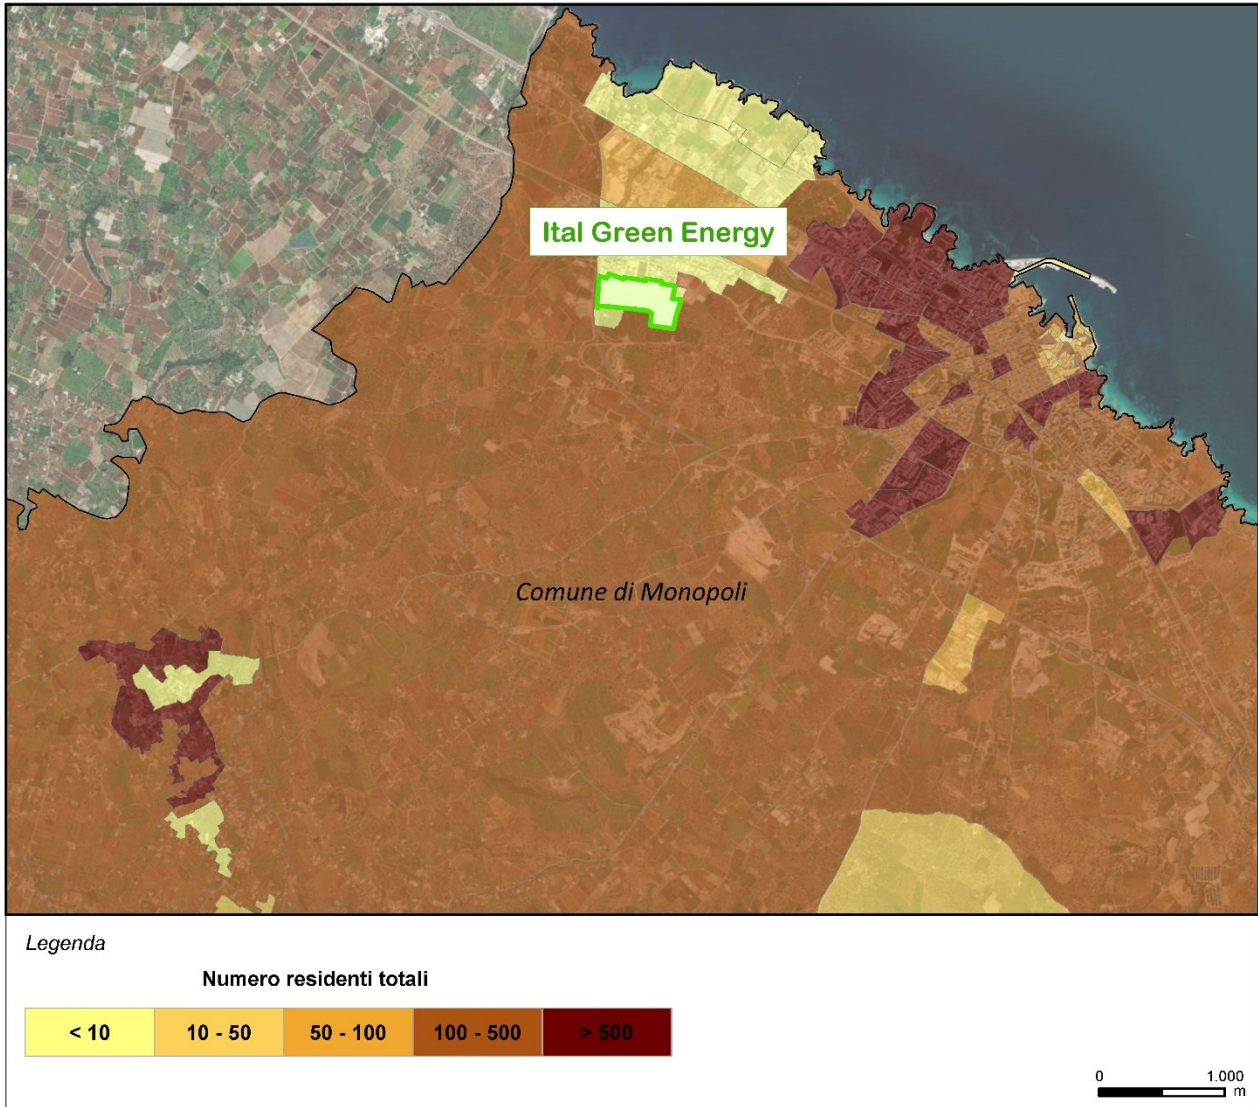 Ital Green Energy
Comune di Monopoli
Legenda
Numero residenti totali
< 10
10 - 50
50 - 100
100 - 500
> 500
0 1.000
m